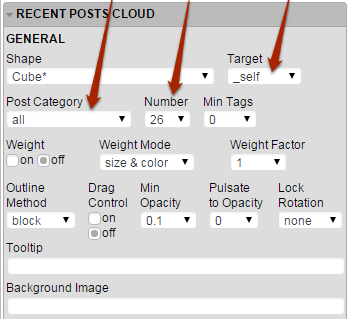 RECENT POSTS CLOUD
GENERAL
Shape Target
Cube* _self
Post Category Number Min Tags
all 26 0
Weight Weight Mode Weight Factor
on off size & color 1
Outline Drag Min Pulsate Lock
Method Control Opacity to Opacity Rotation
block on 0.1 0 none
off
Tooltip
Background Image